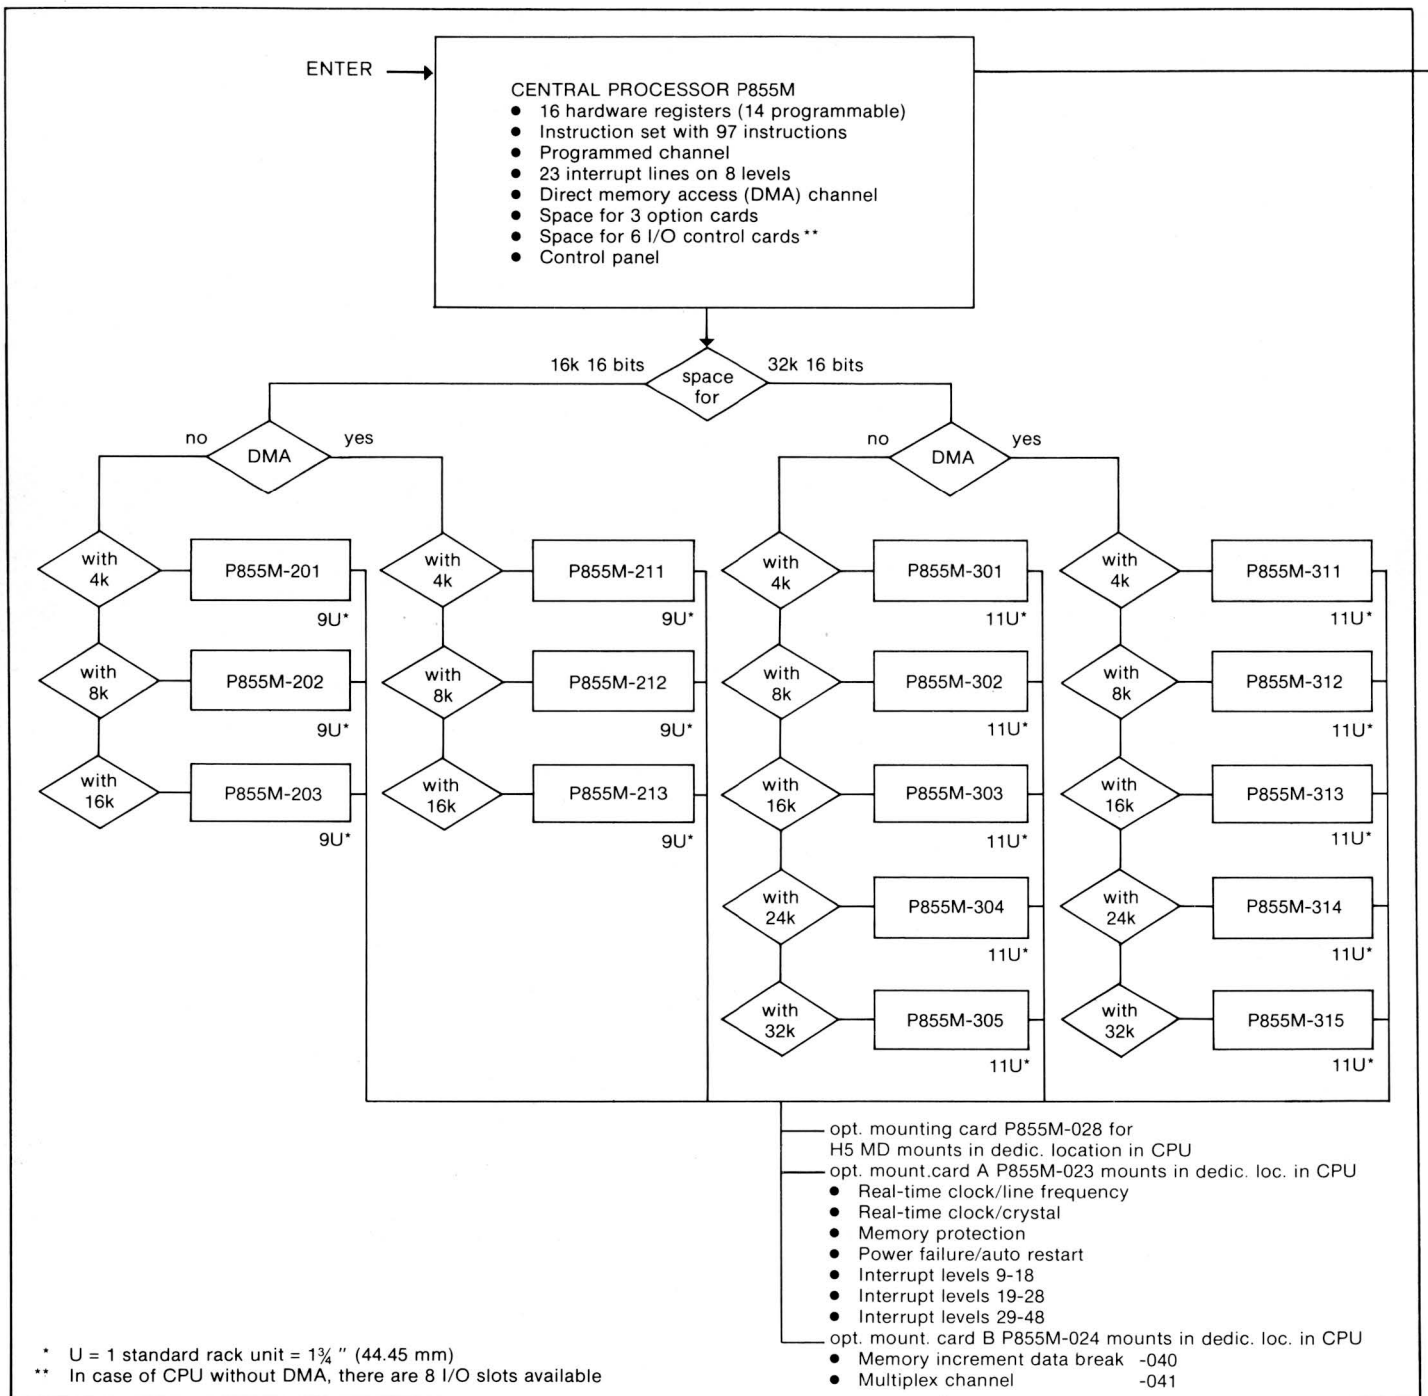 ENTER
CENTRAL PROCESSOR P855M
● 16 hardware registers (14 programmable)
● Instruction set with 97 instructions
● Programmed channel
● 23 interrupt lines on 8 levels
● Direct memory access (DMA) channel
● Space for 3 option cards
● Space for 6 I/O control cards**
● Control panel
16k 16 bits
space
for
32k 16 bits
no
DMA
yes
no
DMA
yes
with
4k
P855M-201
9U*
with
4k
P855M-211
9U*
with
4k
P855M-301
11U*
with
4k
P855M-311
11U*
with
8k
P855M-202
9U*
with
8k
P855M-212
9U*
with
8k
P855M-302
11U*
with
8k
P855M-312
11U*
with
16k
P855M-203
9U*
with
16k
P855M-213
9U*
with
16k
P855M-303
11U*
with
16k
P855M-313
11U*
with
24k
P855M-304
11U*
with
24k
P855M-314
11U*
with
32k
P855M-305
11U*
with
32k
P855M-315
11U*
opt. mounting card P855M-028 for
H5 MD mounts in dedic. location in CPU
opt. mount.card A P855M-023 mounts in dedic. loc. in CPU
● Real-time clock/line frequency
● Real-time clock/crystal
● Memory protection
● Power failure/auto restart
● Interrupt levels 9-18
● Interrupt levels 19-28
● Interrupt levels 29-48
opt. mount. card B P855M-024 mounts in dedic. loc. in CPU
● Memory increment data break -040
● Multiplex channel -041
* U = 1 standard rack unit = 1¾ " (44.45 mm)
** In case of CPU without DMA, there are 8 I/O slots available